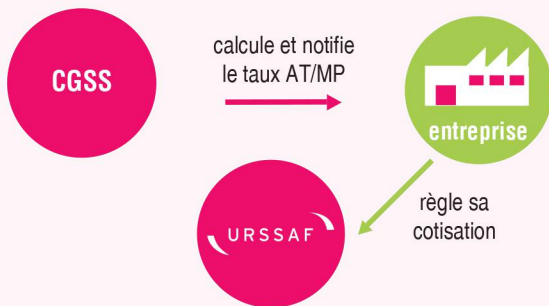 CGSS
calcule et notifie
le taux AT/MP
entreprise
URSSAF
règle sa
cotisation